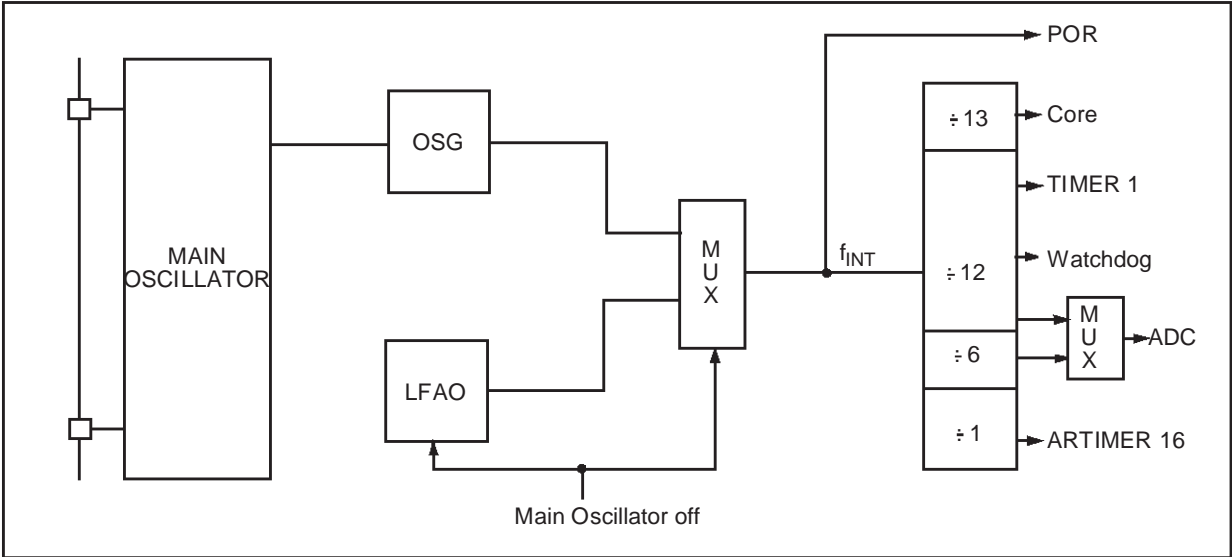 POR
÷ 13
Core
OSG
TIMER 1
MAIN
OSCILLATOR
M
U
X
fINT
÷ 12
Watchdog
M
U
X
ADC
÷ 6
LFAO
÷ 1
ARTIMER 16
Main Oscillator off